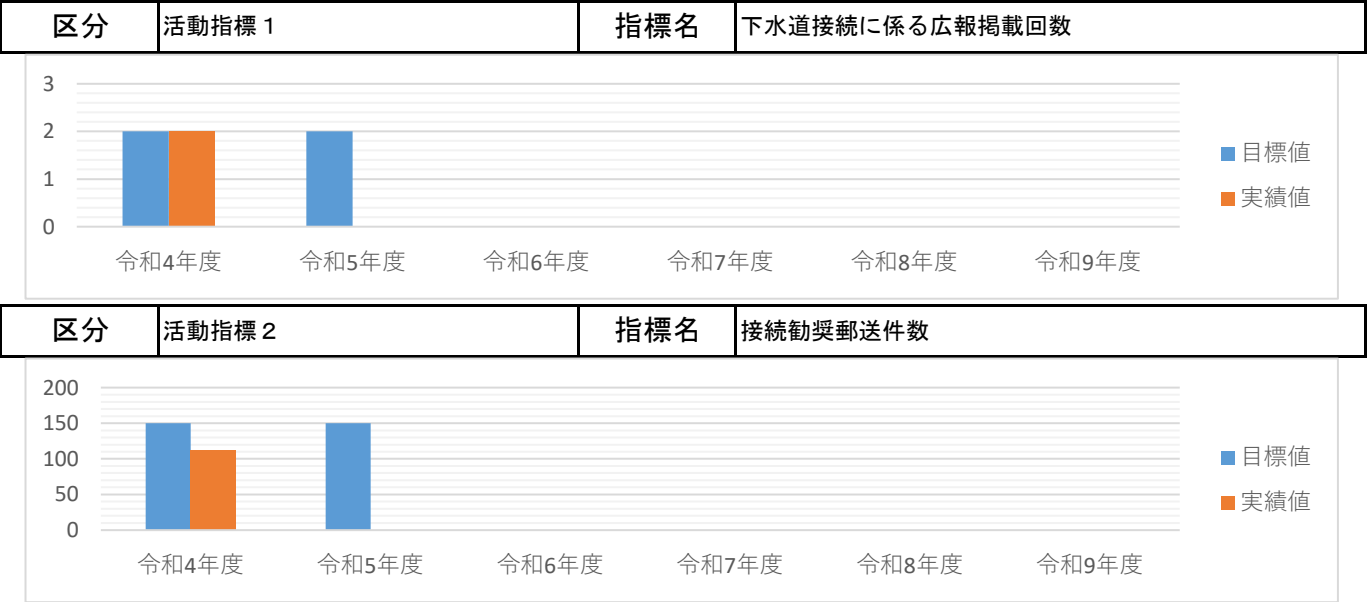 区分 活動指標１ 指標名 下水道接続に係る広報掲載回数
3
2
1
0
令和4年度 令和5年度 令和6年度 令和7年度 令和8年度 令和9年度
目標値
実績値
区分 活動指標２ 指標名 接続勧奨郵送件数
200
150
100
50
0
令和4年度 令和5年度 令和6年度 令和7年度 令和8年度 令和9年度
目標値
実績値